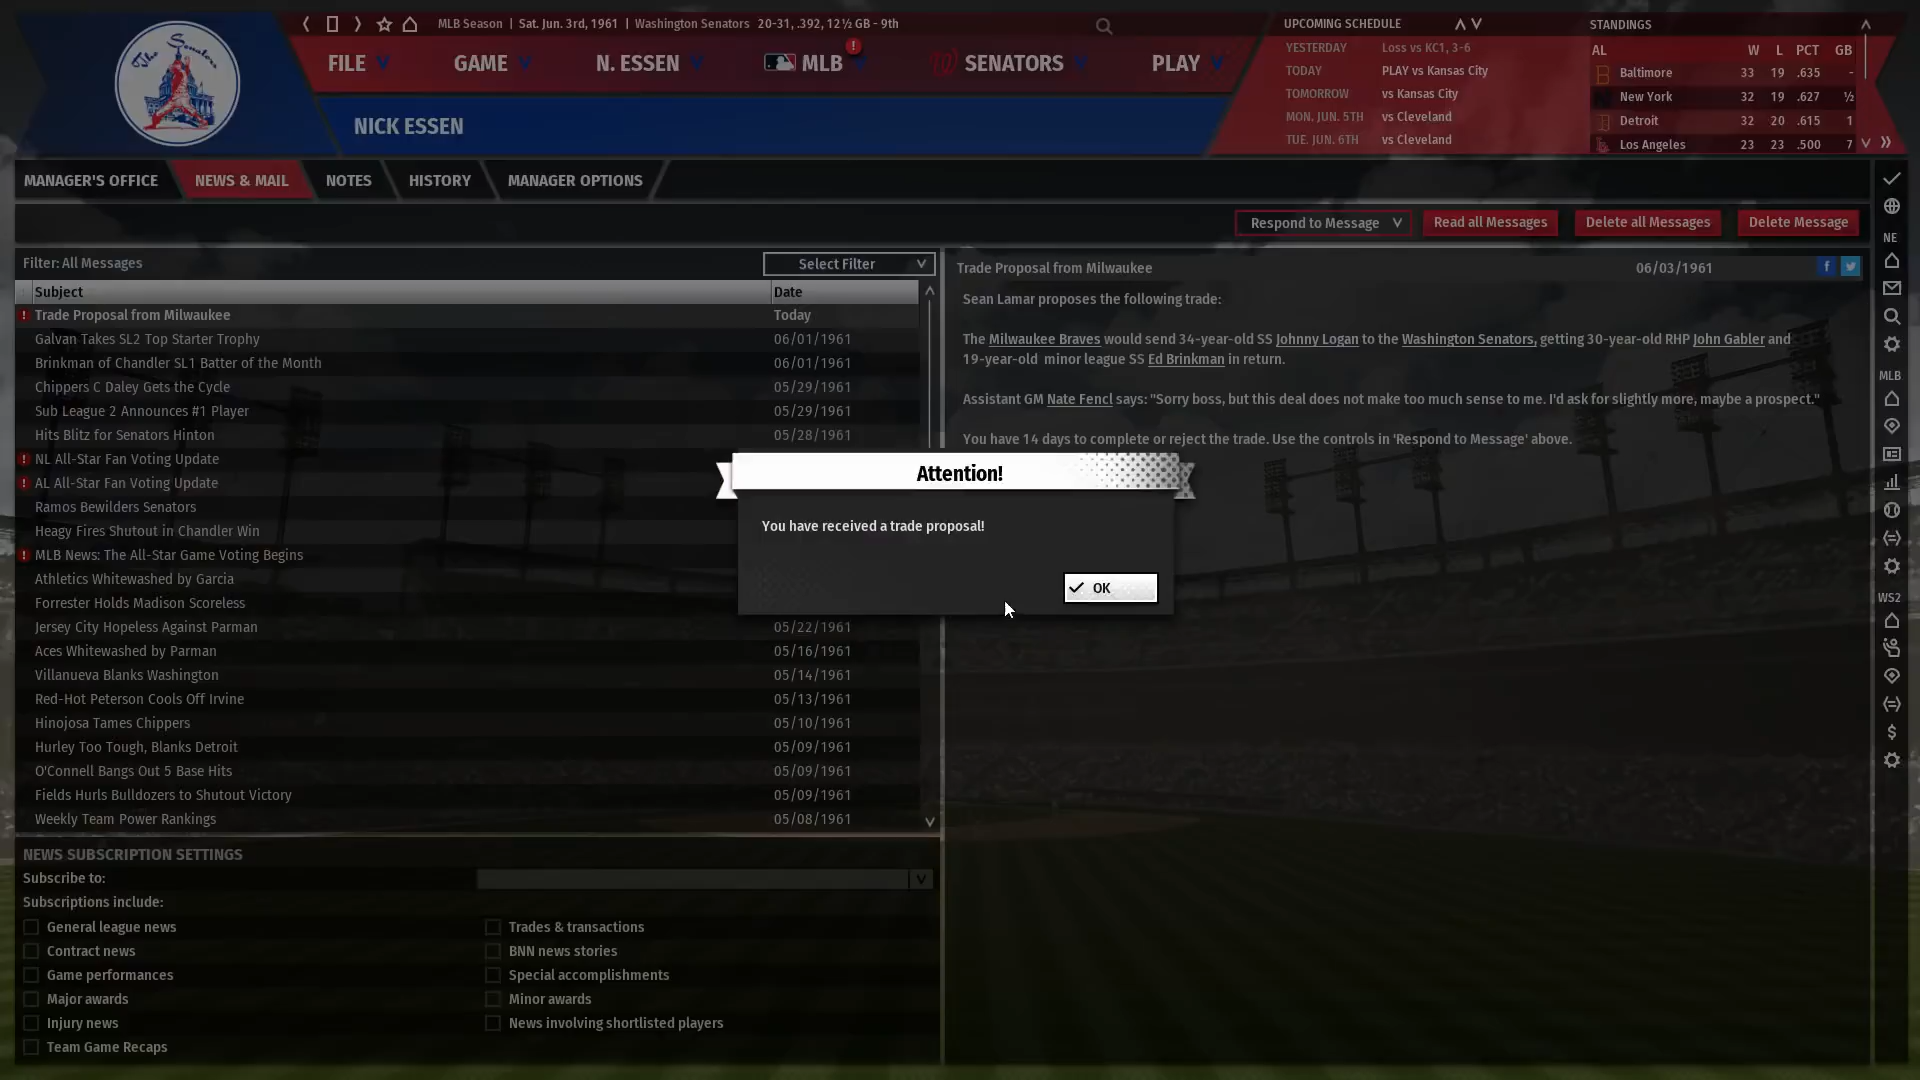 MLB Season | Sat. Jun. 3rd, 1961 | Washington Senators 20-31, .392, 12½ GB - 9th
FILE GAME N. ESSEN MLB SENATORS PLAY
The Senators
NICK ESSEN
UPCOMING SCHEDULE
YESTERDAY Loss vs KC1, 3-6
TODAY PLAY vs Kansas City
TOMORROW vs Kansas City
MON. JUN. 5TH vs Cleveland
TUE. JUN. 6TH vs Cleveland
STANDINGS
AL W L PCT GB
Baltimore 33 19 .635 -
New York 32 19 .627 ½
Detroit 32 20 .615 1
Los Angeles 23 23 .500 7
MANAGER'S OFFICE NEWS & MAIL NOTES HISTORY MANAGER OPTIONS
Respond to Message Read all Messages Delete all Messages Delete Message
Filter: All Messages Select Filter
Subject Date
Trade Proposal from Milwaukee Today
Galvan Takes SL2 Top Starter Trophy 06/01/1961
Brinkman of Chandler SL1 Batter of the Month 06/01/1961
Chippers C Daley Gets the Cycle 05/29/1961
Sub League 2 Announces #1 Player 05/29/1961
Hits Blitz for Senators Hinton 05/28/1961
NL All-Star Fan Voting Update
AL All-Star Fan Voting Update
Ramos Bewilders Senators
Heagy Fires Shutout in Chandler Win
MLB News: The All-Star Game Voting Begins
Athletics Whitewashed by Garcia
Forrester Holds Madison Scoreless
Jersey City Hopeless Against Parman 05/22/1961
Aces Whitewashed by Parman 05/16/1961
Villanueva Blanks Washington 05/14/1961
Red-Hot Peterson Cools Off Irvine 05/13/1961
Hinojosa Tames Chippers 05/10/1961
Hurley Too Tough, Blanks Detroit 05/09/1961
O'Connell Bangs Out 5 Base Hits 05/09/1961
Fields Hurls Bulldozers to Shutout Victory 05/09/1961
Weekly Team Power Rankings 05/08/1961
Trade Proposal from Milwaukee 06/03/1961
Sean Lamar proposes the following trade:
The Milwaukee Braves would send 34-year-old SS Johnny Logan to the Washington Senators, getting 30-year-old RHP John Gabler and
19-year-old minor league SS Ed Brinkman in return.
Assistant GM Nate Fencl says: "Sorry boss, but this deal does not make too much sense to me. I'd ask for slightly more, maybe a prospect."
You have 14 days to complete or reject the trade. Use the controls in 'Respond to Message' above.
Attention!
You have received a trade proposal!
OK
NEWS SUBSCRIPTION SETTINGS
Subscribe to:
Subscriptions include:
General league news Trades & transactions
Contract news BNN news stories
Game performances Special accomplishments
Major awards Minor awards
Injury news News involving shortlisted players
Team Game Recaps
NE
MLB
WS2